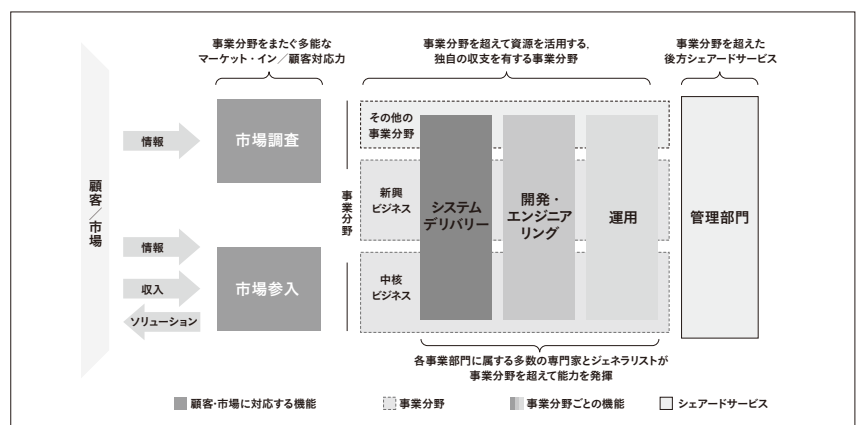 事業分野をまたぐ多能な
マーケット・イン／顧客対応力
事業分野を超えて資源を活用する,
独自の収支を有する事業分野
事業分野を超えた
後方シェアードサービス
顧客／市場
情報
市場調査
情報
収入
ソリューション
市場参入
事業分野
その他の
事業分野
新興
ビジネス
中核
ビジネス
システム
デリバリー
開発・
エンジニア
リング
運用
管理部門
各事業部門に属する多数の専門家とジェネラリストが
事業分野を超えて能力を発揮
顧客・市場に対応する機能
事業分野
事業分野ごとの機能
シェアードサービス